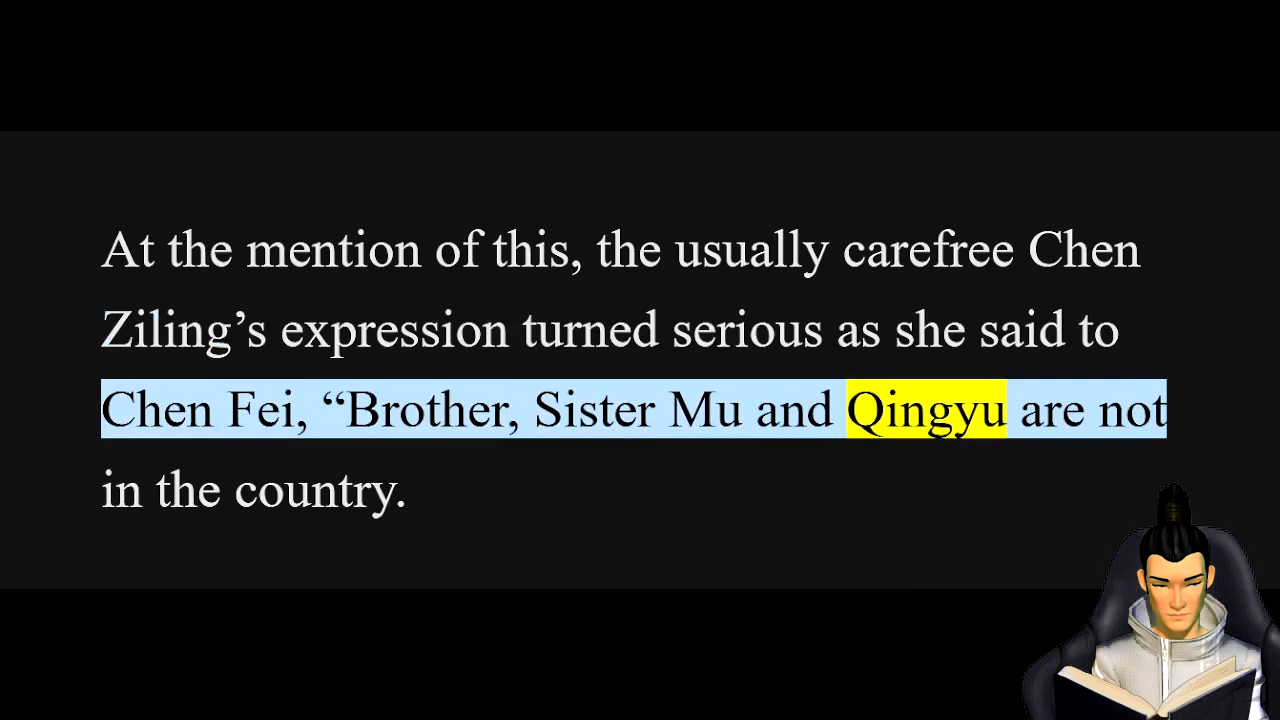 At the mention of this, the usually carefree Chen
Ziling’s expression turned serious as she said to
Chen Fei, “Brother, Sister Mu and Qingyu are not
in the country.